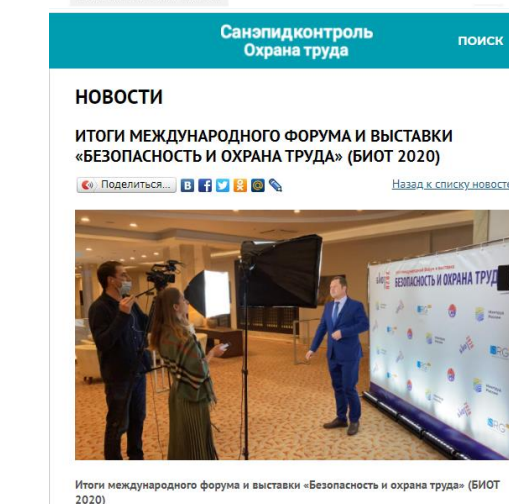 Санэпидконтроль
Охрана труда
ПОИСК
НОВОСТИ
ИТОГИ МЕЖДУНАРОДНОГО ФОРУМА И ВЫСТАВКИ
«БЕЗОПАСНОСТЬ И ОХРАНА ТРУДА» (БИОТ 2020)
Поделиться...
Назад к списку новосте
БЕЗОПАСНОСТЬ И ОХРАНА ТРУД
Итоги международного форума и выставки «Безопасность и охрана труда» (БИОТ
2020)